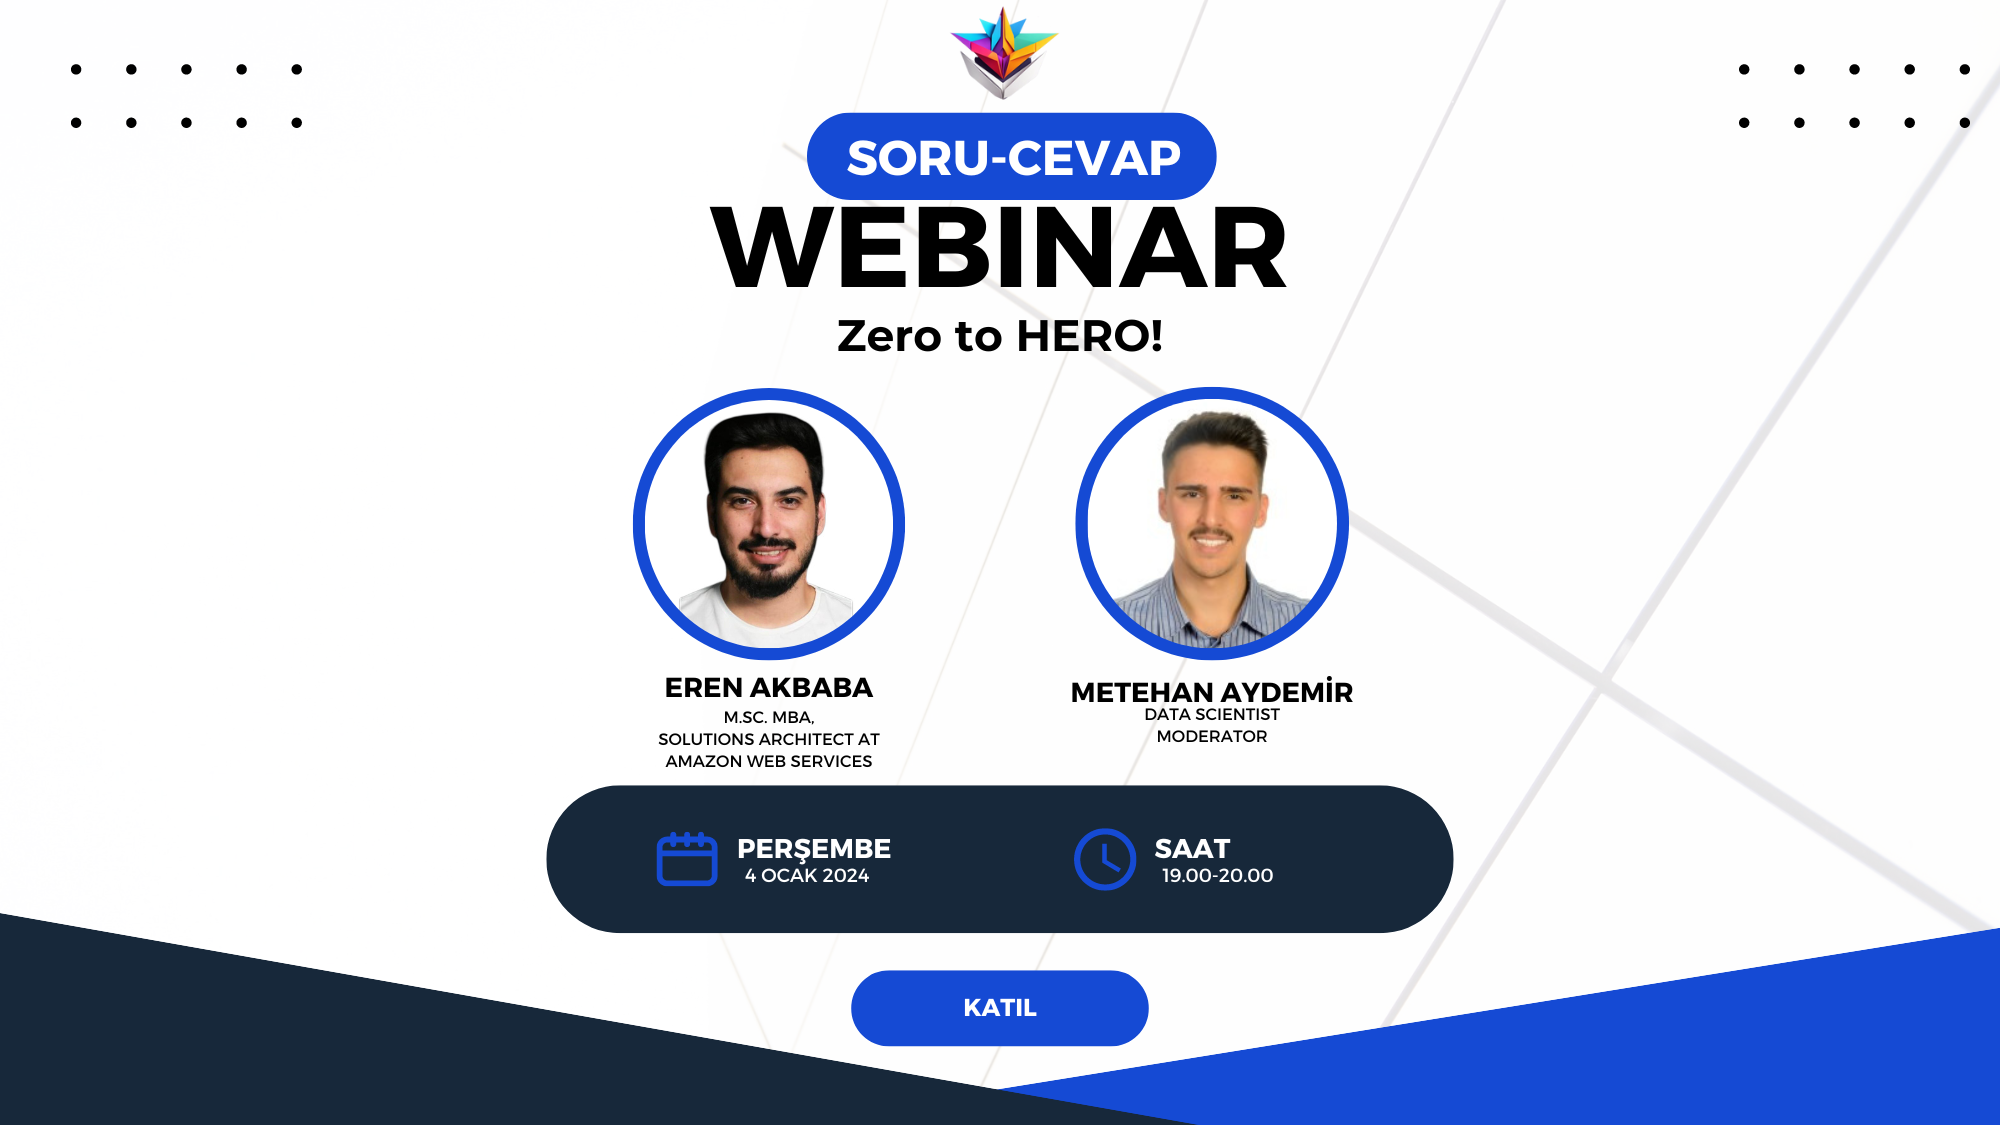 SORU-CEVAP
WEBINAR
Zero to HERO!
EREN AKBABA
M.SC. MBA,
SOLUTIONS ARCHITECT AT
AMAZON WEB SERVICES
METEHAN AYDEMİR
DATA SCIENTIST
MODERATOR
PERŞEMBE
4 OCAK 2024
SAAT
19.00-20.00
KATIL